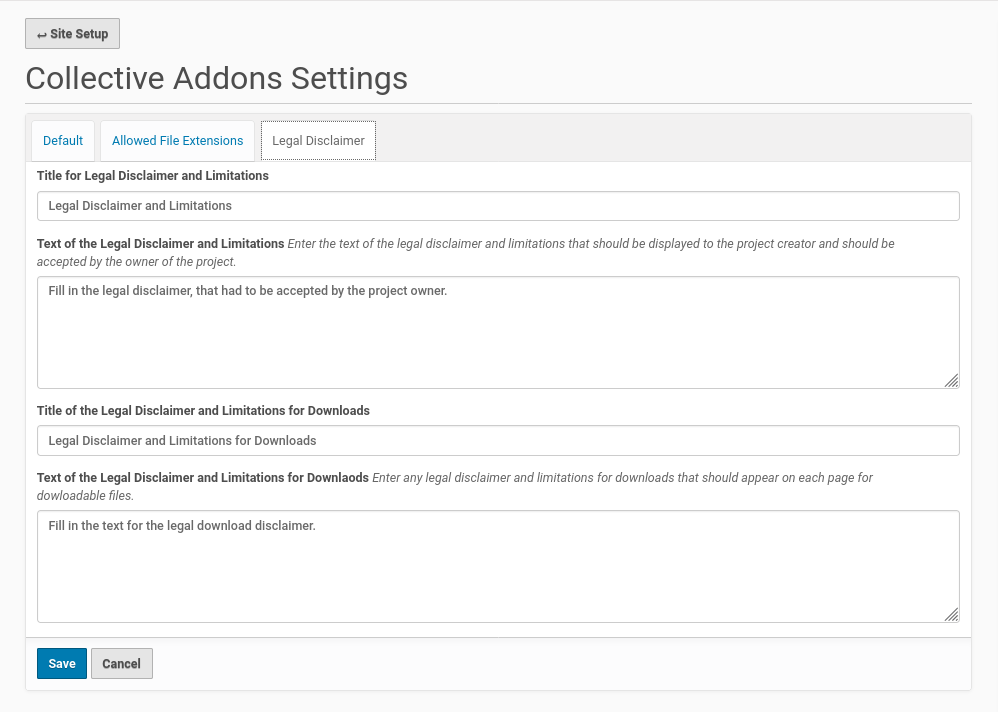 ↩ Site Setup
Collective Addons Settings
Default
Allowed File Extensions
Legal Disclaimer
Title for Legal Disclaimer and Limitations
Legal Disclaimer and Limitations
Text of the Legal Disclaimer and Limitations Enter the text of the legal disclaimer and limitations that should be displayed to the project creator and should be
accepted by the owner of the project.
Fill in the legal disclaimer, that had to be accepted by the project owner.
Title of the Legal Disclaimer and Limitations for Downloads
Legal Disclaimer and Limitations for Downloads
Text of the Legal Disclaimer and Limitations for Downlaods Enter any legal disclaimer and limitations for downloads that should appear on each page for
dowloadable files.
Fill in the text for the legal download disclaimer.
Save
Cancel